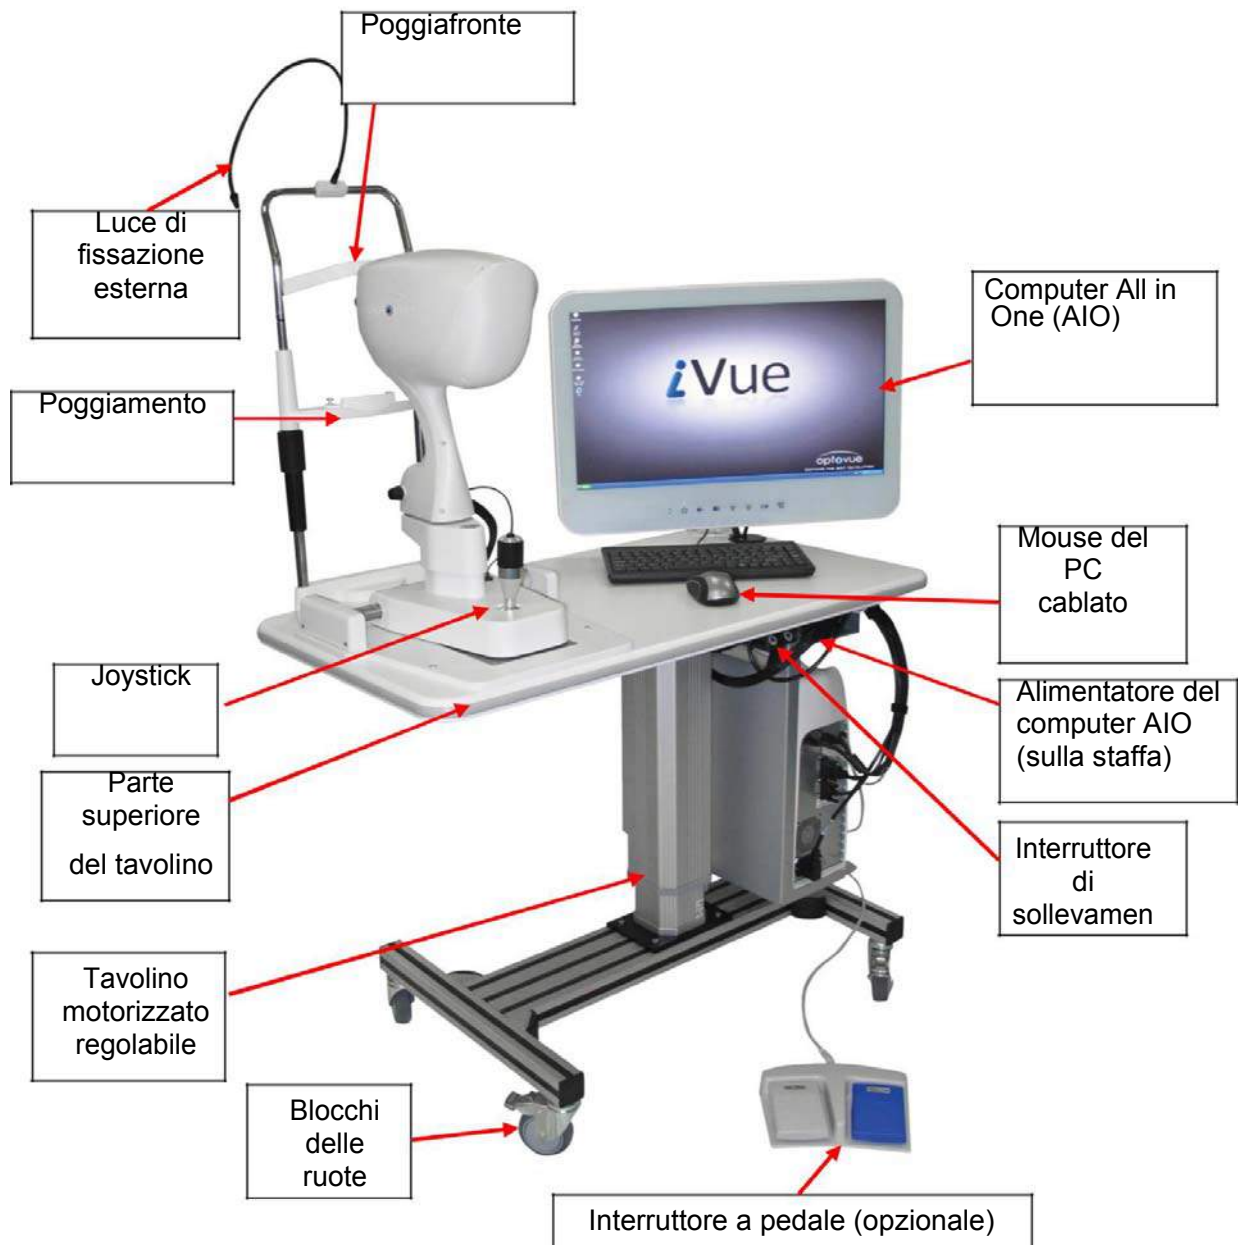 Poggiafronte
Luce di
fissazione
esterna
Computer All in
One (AIO)
iVue
optovue
Poggiamento
Mouse del
PC
cablato
Joystick
Alimentatore del
computer AIO
(sulla staffa)
Parte
superiore
del tavolino
Interruttore
di
sollevamen
Tavolino
motorizzato
regolabile
Blocchi
delle
ruote
Interruttore a pedale (opzionale)